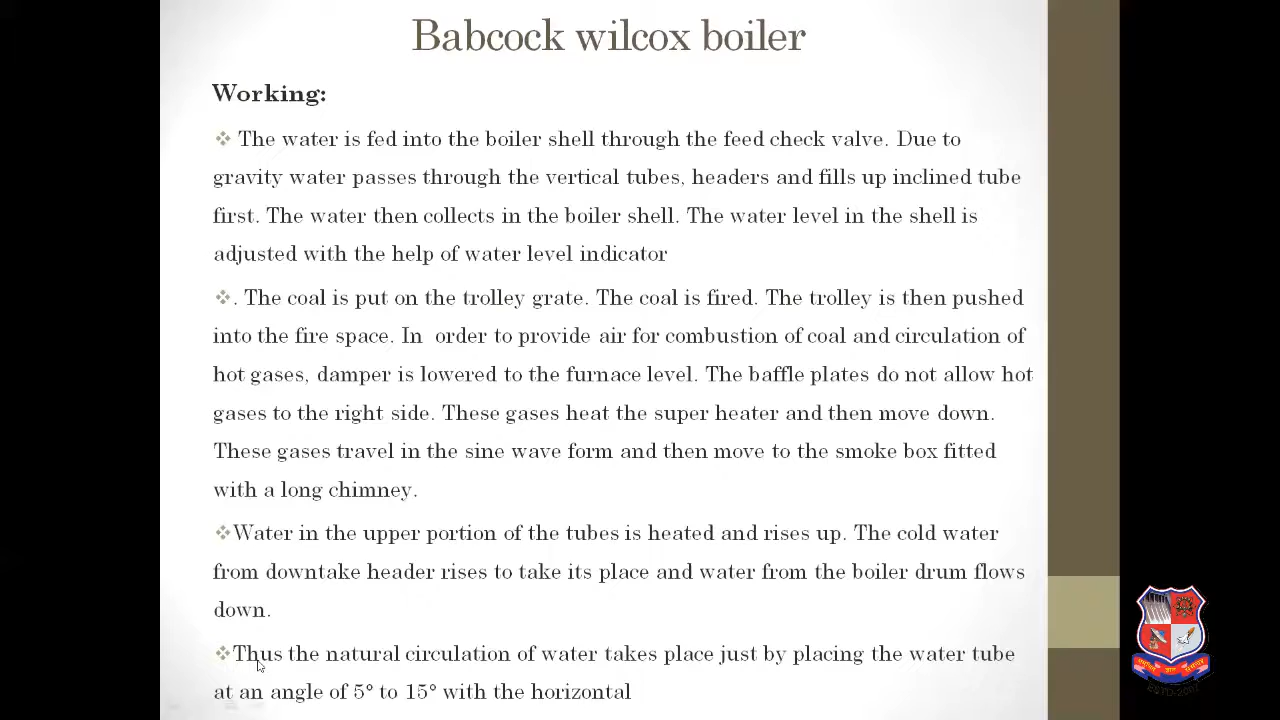 Babcock wilcox boiler
Working:
The water is fed into the boiler shell through the feed check valve. Due to
gravity water passes through the vertical tubes, headers and fills up inclined tube
first. The water then collects in the boiler shell. The water level in the shell is
adjusted with the help of water level indicator
. The coal is put on the trolley grate. The coal is fired. The trolley is then pushed
into the fire space. In order to provide air for combustion of coal and circulation of
hot gases, damper is lowered to the furnace level. The baffle plates do not allow hot
gases to the right side. These gases heat the super heater and then move down.
These gases travel in the sine wave form and then move to the smoke box fitted
with a long chimney.
Water in the upper portion of the tubes is heated and rises up. The cold water
from downtake header rises to take its place and water from the boiler drum flows
down.
Thus the natural circulation of water takes place just by placing the water tube
at an angle of 5° to 15° with the horizontal